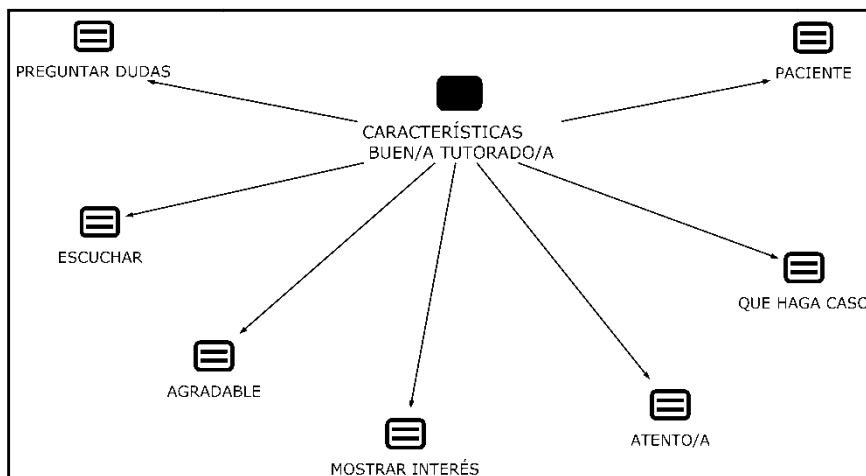 PREGUNTAR DUDAS
PACIENTE
CARACTERÍSTICAS
BUEN/A TUTORADO/A
ESCUCHAR
QUE HAGA CASO
AGRADABLE
ATENTO/A
MOSTRAR INTERÉS